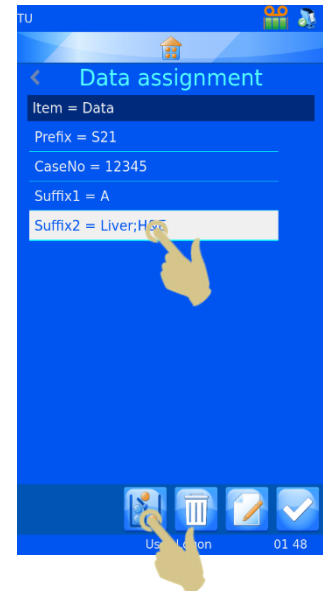 TU
Data assignment
Item = Data
Prefix = S21
CaseNo = 12345
Suffix1 = A
Suffix2 = Liver;H&E
01 48